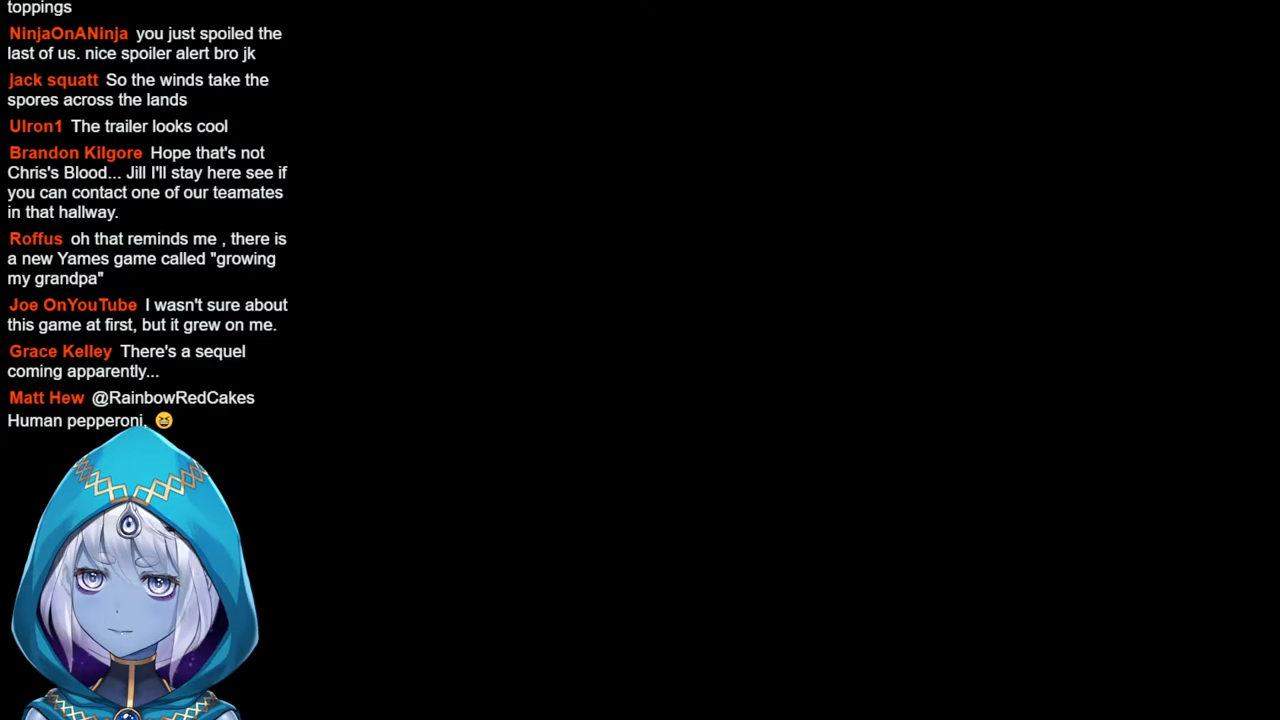 toppings
NinjaOnANinja you just spoiled the
last of us. nice spoiler alert bro jk
jack squatt So the winds take the
spores across the lands
UIron1 The trailer looks cool
Brandon Kilgore Hope that's not
Chris's Blood... Jill I'll stay here see if
you can contact one of our teamates
in that hallway.
Roffus oh that reminds me , there is
a new Yames game called "growing
my grandpa"
Joe OnYouTube I wasn't sure about
this game at first, but it grew on me.
Grace Kelley There's a sequel
coming apparently...
Matt Hew @RainbowRedCakes
Human pepperoni. 😆